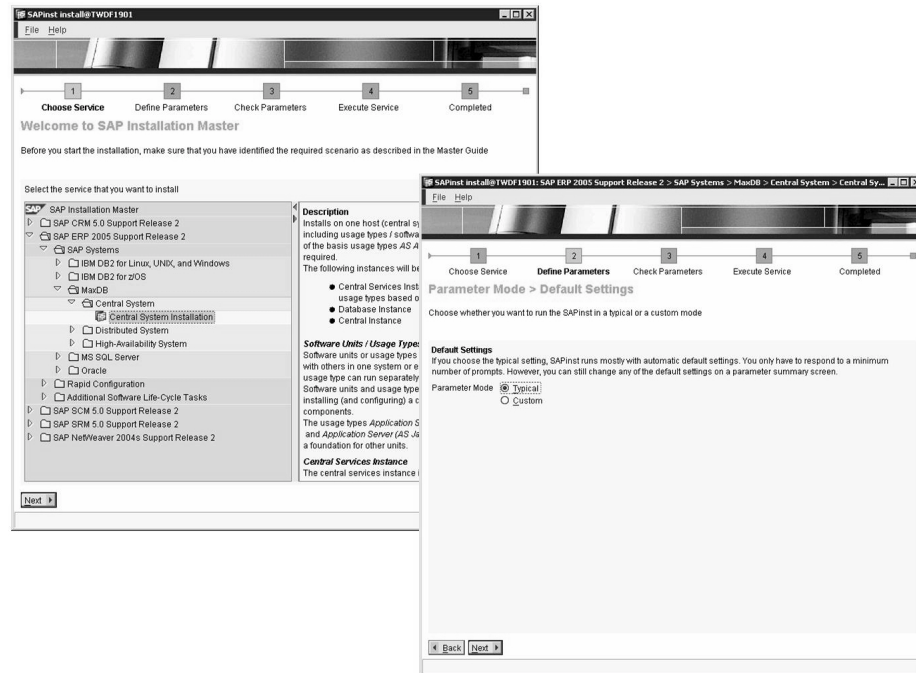 SAPinst install@TWDF1901
File Help
1 2 3 4 5
Choose Service Define Parameters Check Parameters Execute Service Completed
Welcome to SAP Installation Master
Before you start the installation, make sure that you have identified the required scenario as described in the Master Guide
Select the service that you want to install
SAP SAP Installation Master
SAP CRM 5.0 Support Release 2
SAP ERP 2005 Support Release 2
SAP Systems
IBM DB2 for Linux, UNIX, and Windows
IBM DB2 for z/OS
MaxDB
Central System
Central System Installation
Distributed System
High-Availability System
MS SQL Server
Oracle
Rapid Configuration
Additional Software Life-Cycle Tasks
SAP SCM 5.0 Support Release 2
SAP SRM 5.0 Support Release 2
SAP NetWeaver 2004s Support Release 2
Description
Installs on one host (central sy
including usage types / softwa
of the basis usage types AS A
required.
The following instances will be
Central Services Inst
usage types based o
Database Instance
Central Instance
Software Units / Usage Types
Software units or usage types
with others in one system or e
usage type can run separately
Software units and usage type
installing (and configuring) a c
components.
The usage types Application S
and Application Server (AS Ja
a foundation for other units.
Central Services Instance
The central services instance i
Next
SAPinst install@TWDF1901: SAP ERP 2005 Support Release 2 > SAP Systems > MaxDB > Central System > Central Sy...
File Help
1 2 3 4 5
Choose Service Define Parameters Check Parameters Execute Service Completed
Parameter Mode > Default Settings
Choose whether you want to run the SAPinst in a typical or a custom mode
Default Settings
If you choose the typical setting, SAPinst runs mostly with automatic default settings. You only have to respond to a minimum
number of prompts. However, you can still change any of the default settings on a parameter summary screen.
Parameter Mode Typical
Custom
Back Next